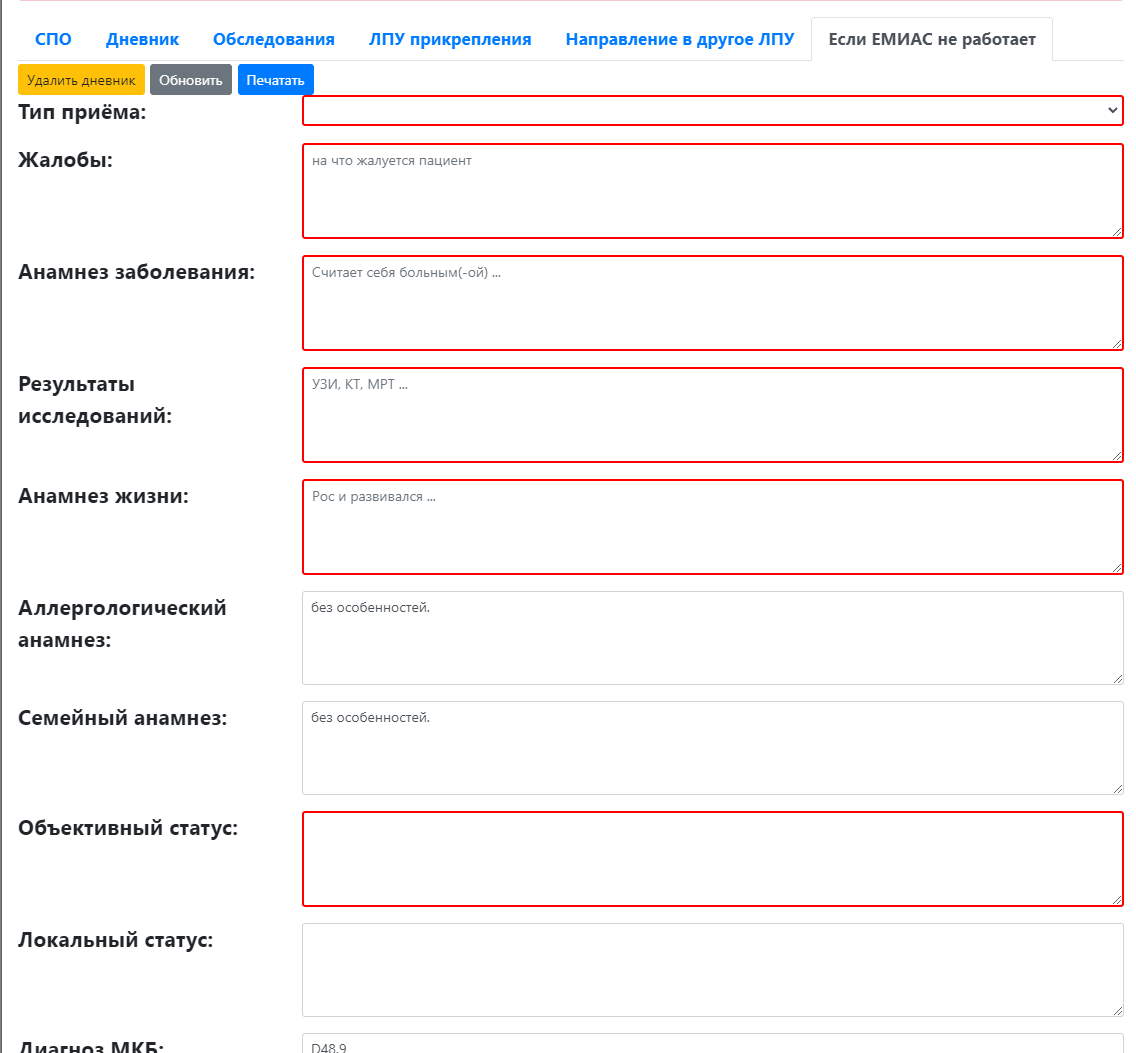 СПО Дневник Обследования ЛПУ прикрепления Направление в другое ЛПУ Если ЕМИАС не работает
Удалить дневник Обновить Печатать
Тип приёма:
Жалобы: на что жалуется пациент
Анамнез заболевания: Считает себя больным(-ой) ...
Результаты УЗИ, КТ, МРТ ...
исследований:
Анамнез жизни: Рос и развивался ...
Аллергологический без особенностей.
анамнез:
Семейный анамнез: без особенностей.
Объективный статус:
Локальный статус:
Диагноз МКБ: D48.9